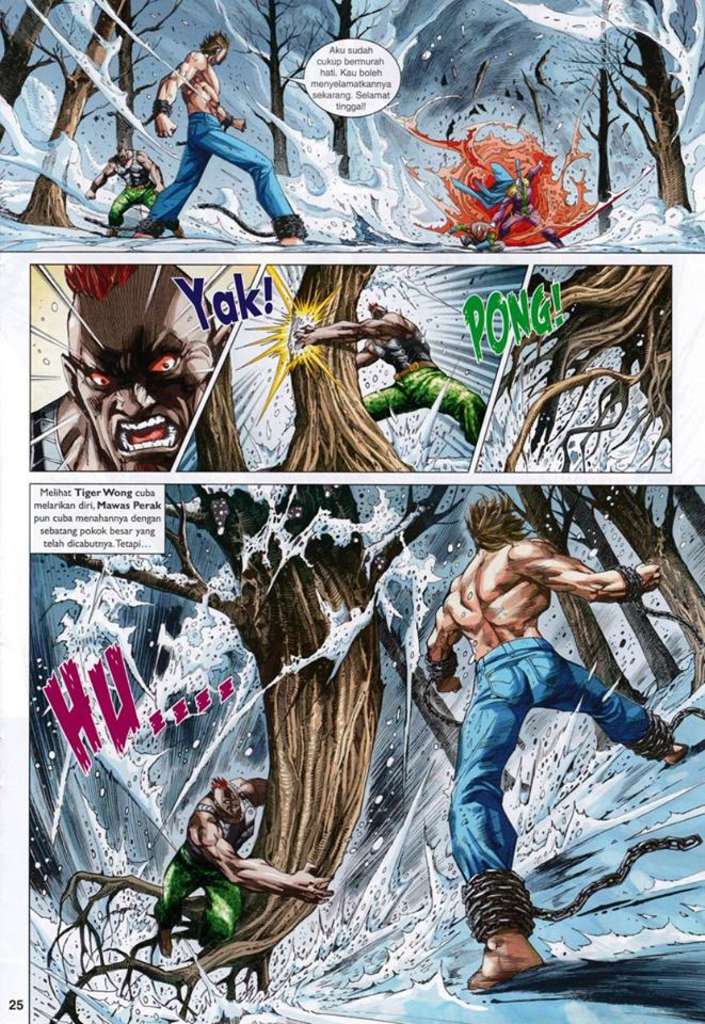 Aku sudah
cukup bermurah
hati. Kau boleh
menyelamatkannya
sekarang. Selamat
tinggal!
Yak!
PONG!
Melihat Tiger Wong cuba
melarikan diri, Mawas Perak
pun cuba menahannya dengan
sebatang pokok besar yang
telah dicabutnya. Tetapi...
HU....
25